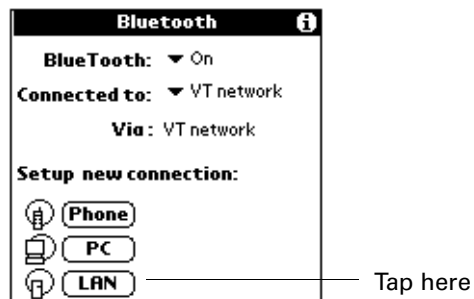 Bluetooth
BlueTooth: On
Connected to: VT network
Via: VT network
Setup new connection:
Phone
PC
LAN Tap here